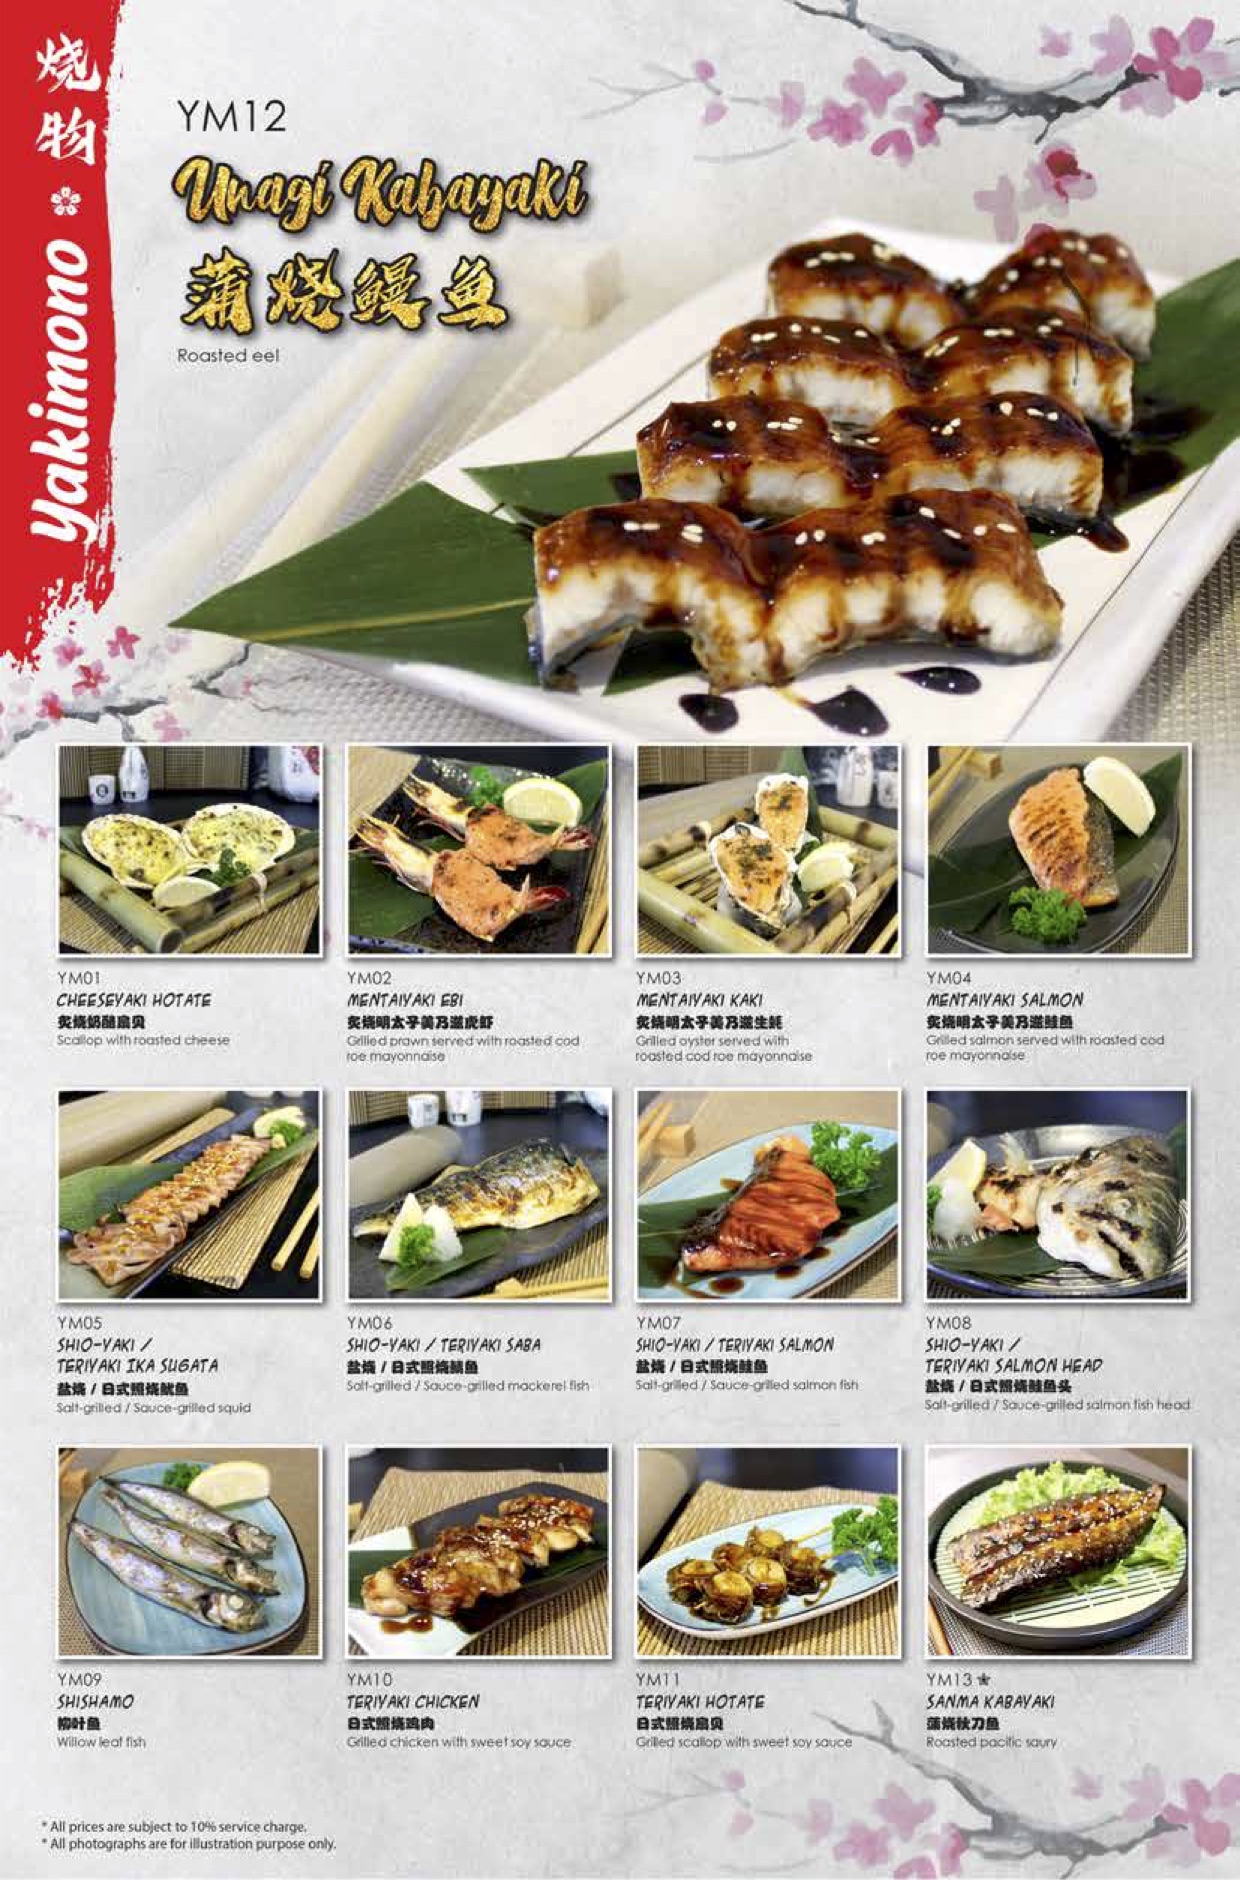 烧物
Yakimono
YM12
Unagi Kabayaki
蒲烧鳗鱼
Roasted eel
YM01
CHEESEYAKI HOTATE
炙烧奶酪扇贝
Scallop with roasted cheese
YM02
MENTAIYAKI EBI
炙烧明太子美乃滋虎虾
Grilled prawn served with roasted cod
roe mayonnaise
YM03
MENTAIYAKI KAKI
炙烧明太子美乃滋生蚝
Grilled oyster served with
roasted cod roe mayonnaise
YM04
MENTAIYAKI SALMON
炙烧明太子美乃滋鲑鱼
Grilled salmon served with roasted cod
roe mayonnaise
YM05
SHIO-YAKI /
TERIYAKI IKA SUGATA
盐烧 / 日式照烧鱿鱼
Salt-grilled / Sauce-grilled squid
YM06
SHIO-YAKI / TERIYAKI SABA
盐烧 / 日式照烧鲭鱼
Salt-grilled / Sauce-grilled mackerel fish
YM07
SHIO-YAKI / TERIYAKI SALMON
盐烧 / 日式照烧鲑鱼
Salt-grilled / Sauce-grilled salmon fish
YM08
SHIO-YAKI /
TERIYAKI SALMON HEAD
盐烧 / 日式照烧鲑鱼头
Salt-grilled / Sauce-grilled salmon fish head
YM09
SHISHAMO
柳叶鱼
Willow leaf fish
YM10
TERIYAKI CHICKEN
日式照烧鸡肉
Grilled chicken with sweet soy sauce
YM11
TERIYAKI HOTATE
日式照烧扇贝
Grilled scallop with sweet soy sauce
YM13
SANMA KABAYAKI
蒲烧秋刀鱼
Roasted pacific saury
* All prices are subject to 10% service charge.
* All photographs are for illustration purpose only.